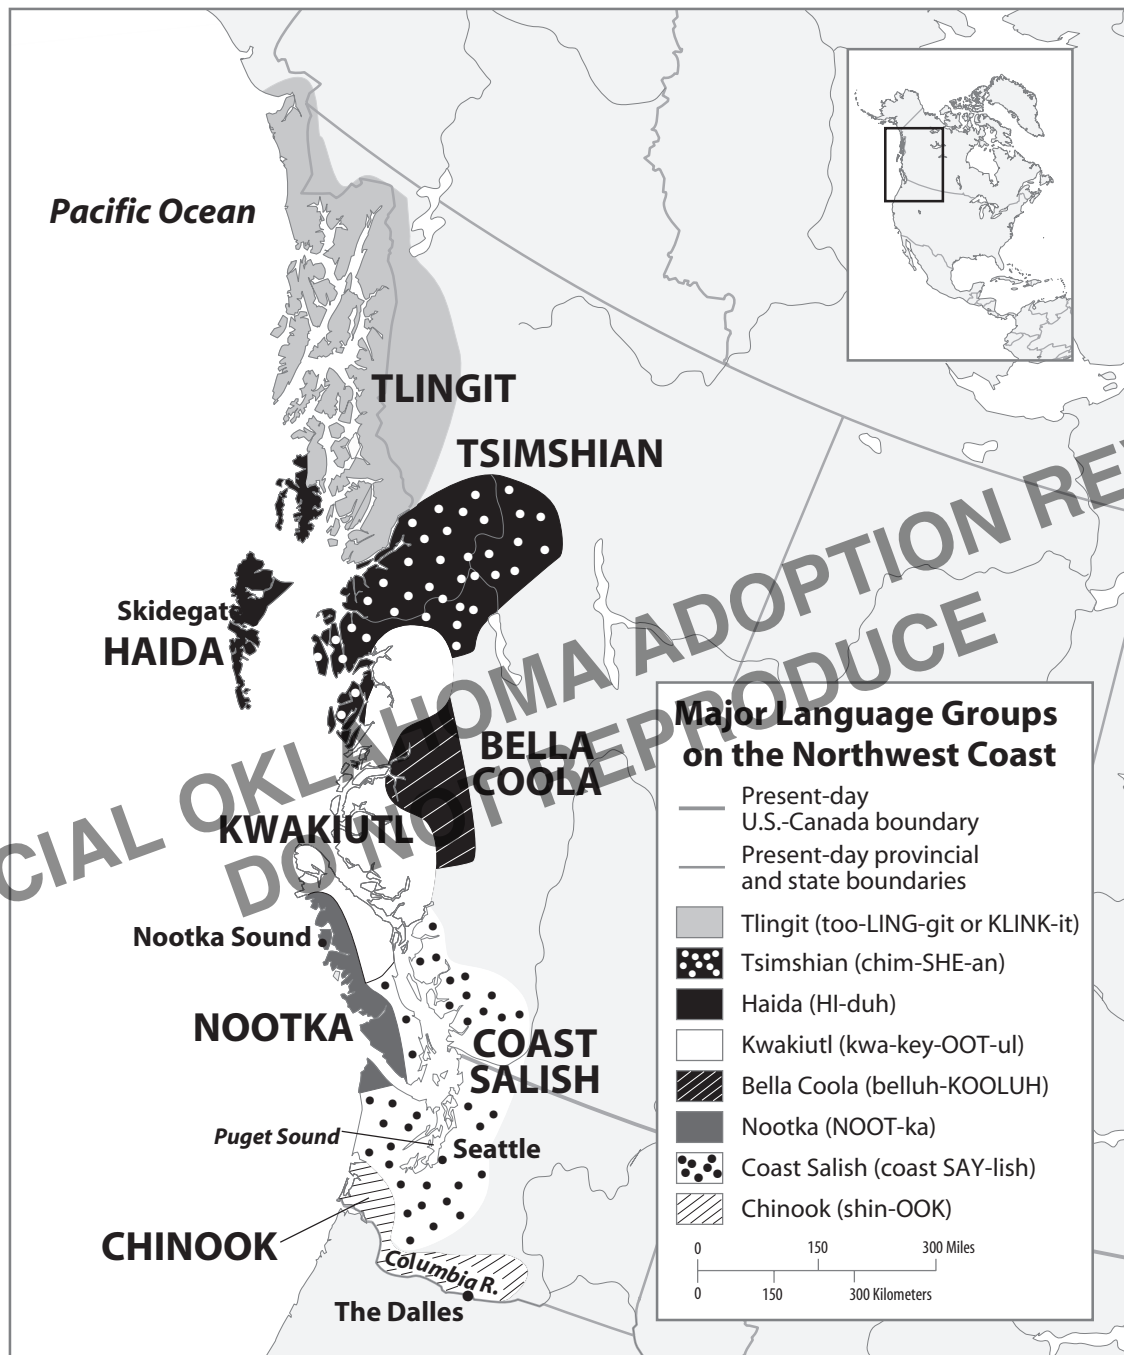 Pacific Ocean
TLINGIT
TSIMSHIAN
Skidegat
HAIDA
BELLA
COOLA
KWAKIUTL
Nootka Sound
NOOTKA
COAST
SALISH
Puget Sound
Seattle
CHINOOK
Columbia R.
The Dalles
Major Language Groups
on the Northwest Coast
Present-day
U.S.-Canada boundary
Present-day provincial
and state boundaries
Tlingit (too-LING-git or KLINK-it)
Tsimshian (chim-SHE-an)
Haida (HI-duh)
Kwakiutl (kwa-key-OOT-ul)
Bella Coola (belluh-KOOLUH)
Nootka (NOOT-ka)
Coast Salish (coast SAY-lish)
Chinook (shin-OOK)
0 150 300 Miles
0 150 300 Kilometers
CIAL OKLAHOMA ADOPTION RE
DO NOT REPRODUCE